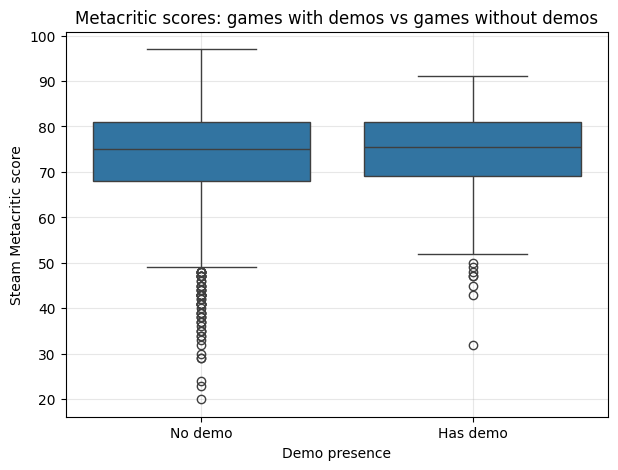 Metacritic scores: games with demos vs games without demos
Steam Metacritic score
100
90
80
70
60
50
40
30
20
No demo
Has demo
Demo presence